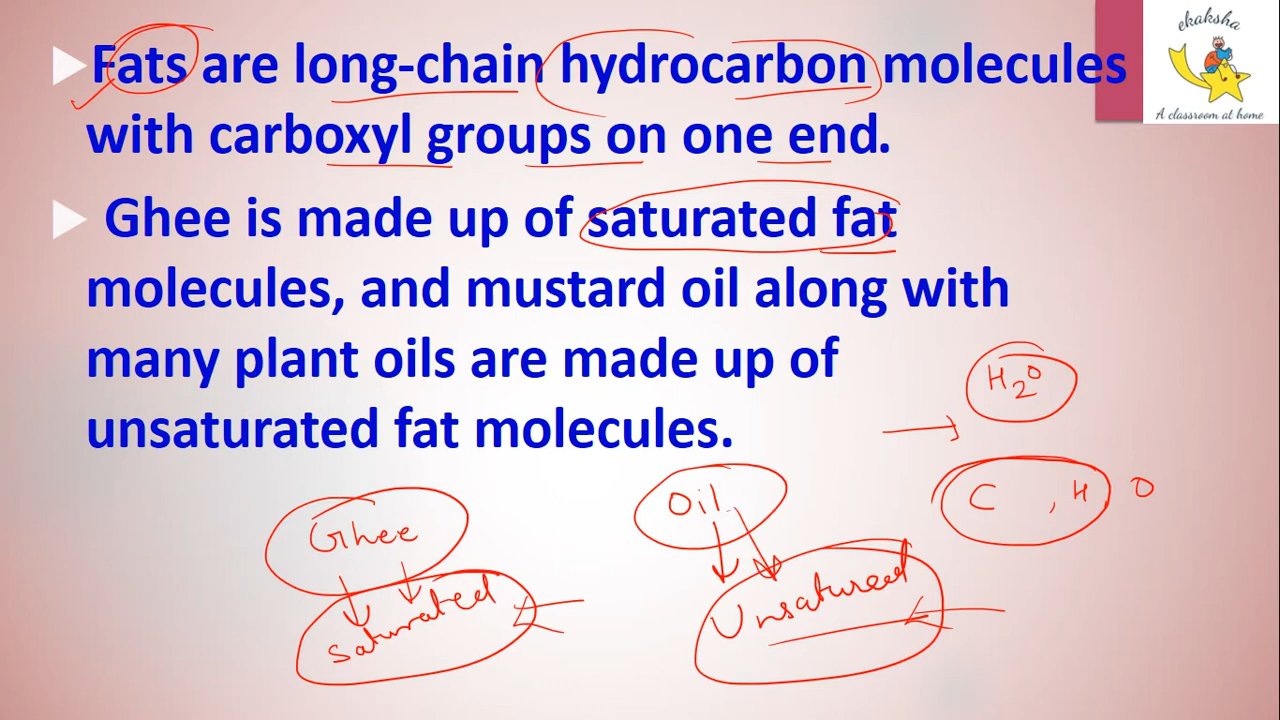 Fats are long-chain hydrocarbon molecules
with carboxyl groups on one end.
Ghee is made up of saturated fat
molecules, and mustard oil along with
many plant oils are made up of
unsaturated fat molecules.
ekaksha
A classroom at home
H2O
C , H, O
Ghee
Saturated
Oil
Unsatured